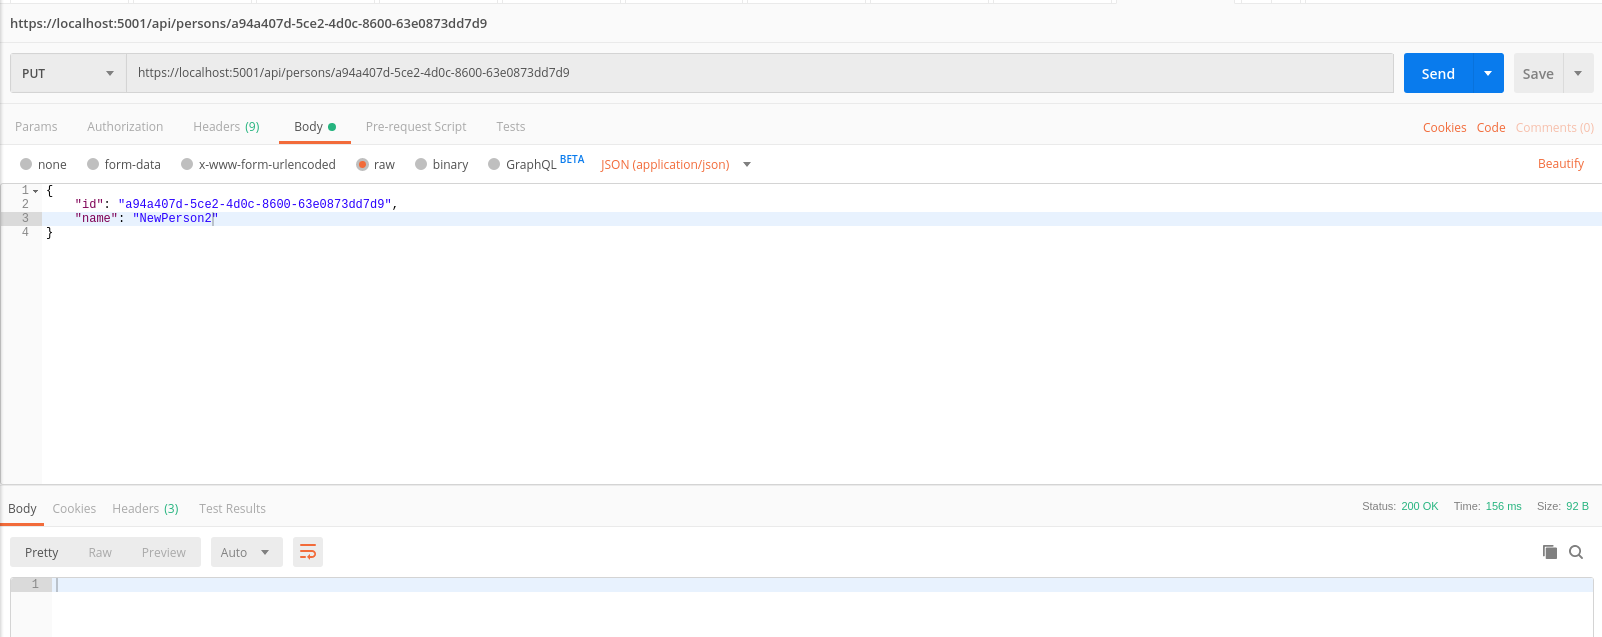 https://localhost:5001/api/persons/a94a407d-5ce2-4d0c-8600-63e0873dd7d9
PUT https://localhost:5001/api/persons/a94a407d-5ce2-4d0c-8600-63e0873dd7d9 Send Save
Params Authorization Headers (9) Body Pre-request Script Tests Cookies Code Comments (0)
none form-data x-www-form-urlencoded raw binary GraphQL BETA JSON (application/json) Beautify
1 {
2 "id": "a94a407d-5ce2-4d0c-8600-63e0873dd7d9",
3 "name": "NewPerson2"
4 }
Body Cookies Headers (3) Test Results Status: 200 OK Time: 156 ms Size: 92 B
Pretty Raw Preview Auto
1